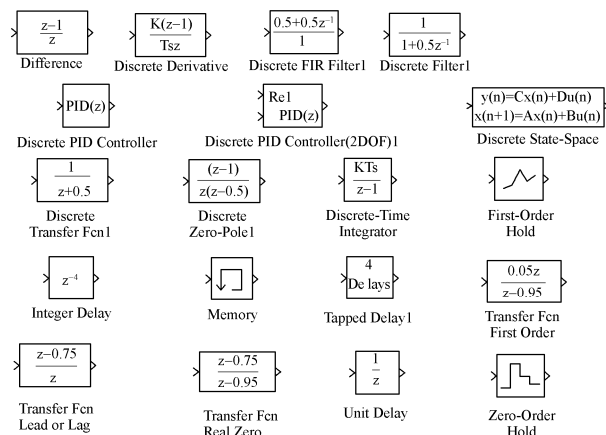 z−1
z
Difference
K(z−1)
Tsz
Discrete Derivative
0.5+0.5z⁻¹
1
Discrete FIR Filter1
1
1+0.5z⁻¹
Discrete Filter1
PID(z)
Discrete PID Controller
Re1
PID(z)
Discrete PID Controller(2DOF)1
y(n)=Cx(n)+Du(n)
x(n+1)=Ax(n)+Bu(n)
Discrete State-Space
1
z+0.5
Discrete
Transfer Fcn1
(z−1)
z(z−0.5)
Discrete
Zero-Pole1
KTs
z−1
Discrete-Time
Integrator
First-Order
Hold
z⁻⁴
Integer Delay
Memory
4
De lays
Tapped Delay1
0.05z
z−0.95
Transfer Fcn
First Order
z−0.75
z
Transfer Fcn
Lead or Lag
z−0.75
z−0.95
Transfer Fcn
Real Zero
1
z
Unit Delay
Zero-Order
Hold